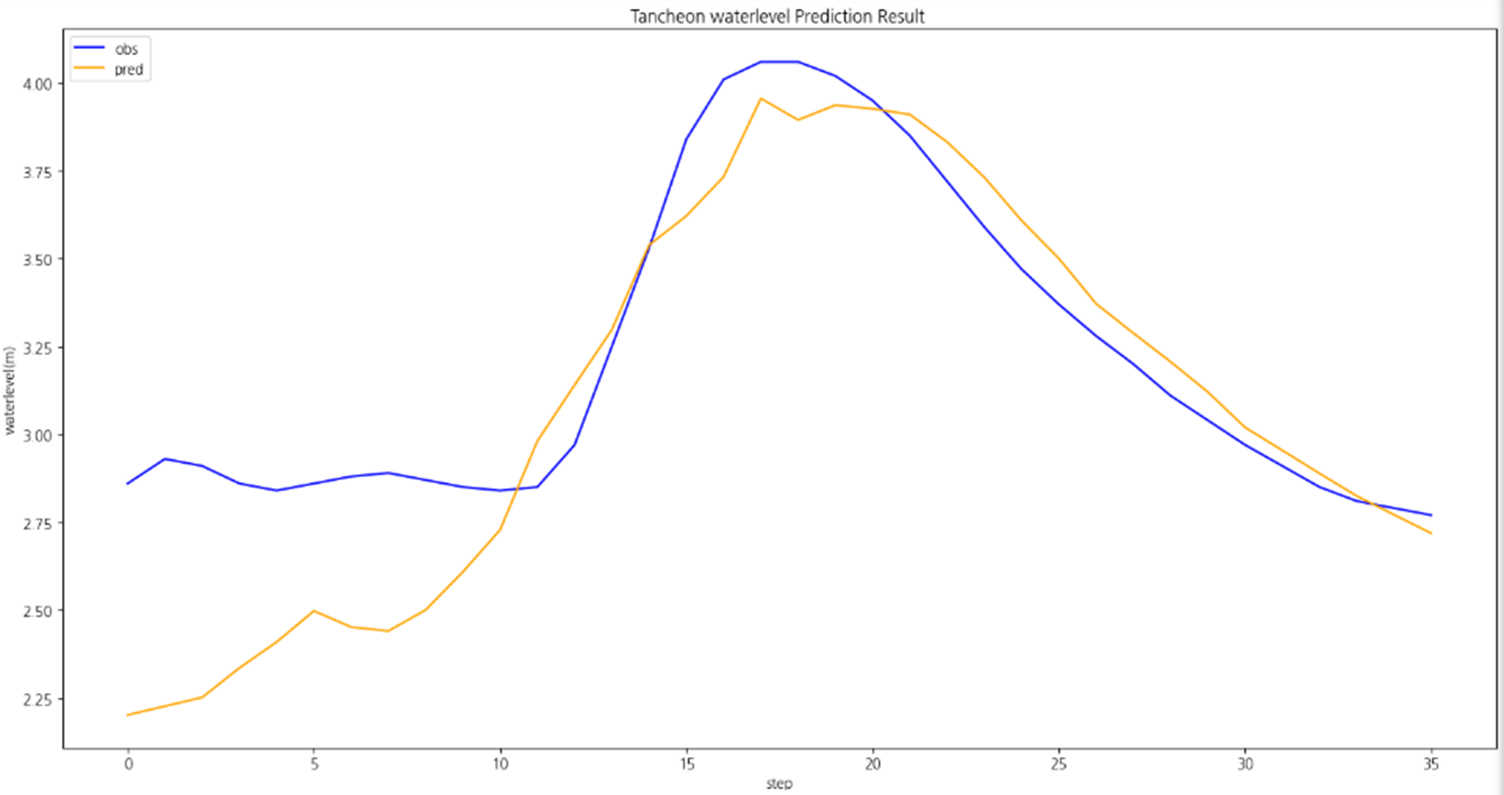 Tancheon waterlevel Prediction Result
obs
pred
4.00
3.75
3.50
3.25
3.00
2.75
2.50
2.25
waterlevel(m)
0 5 10 15 20 25 30 35
step